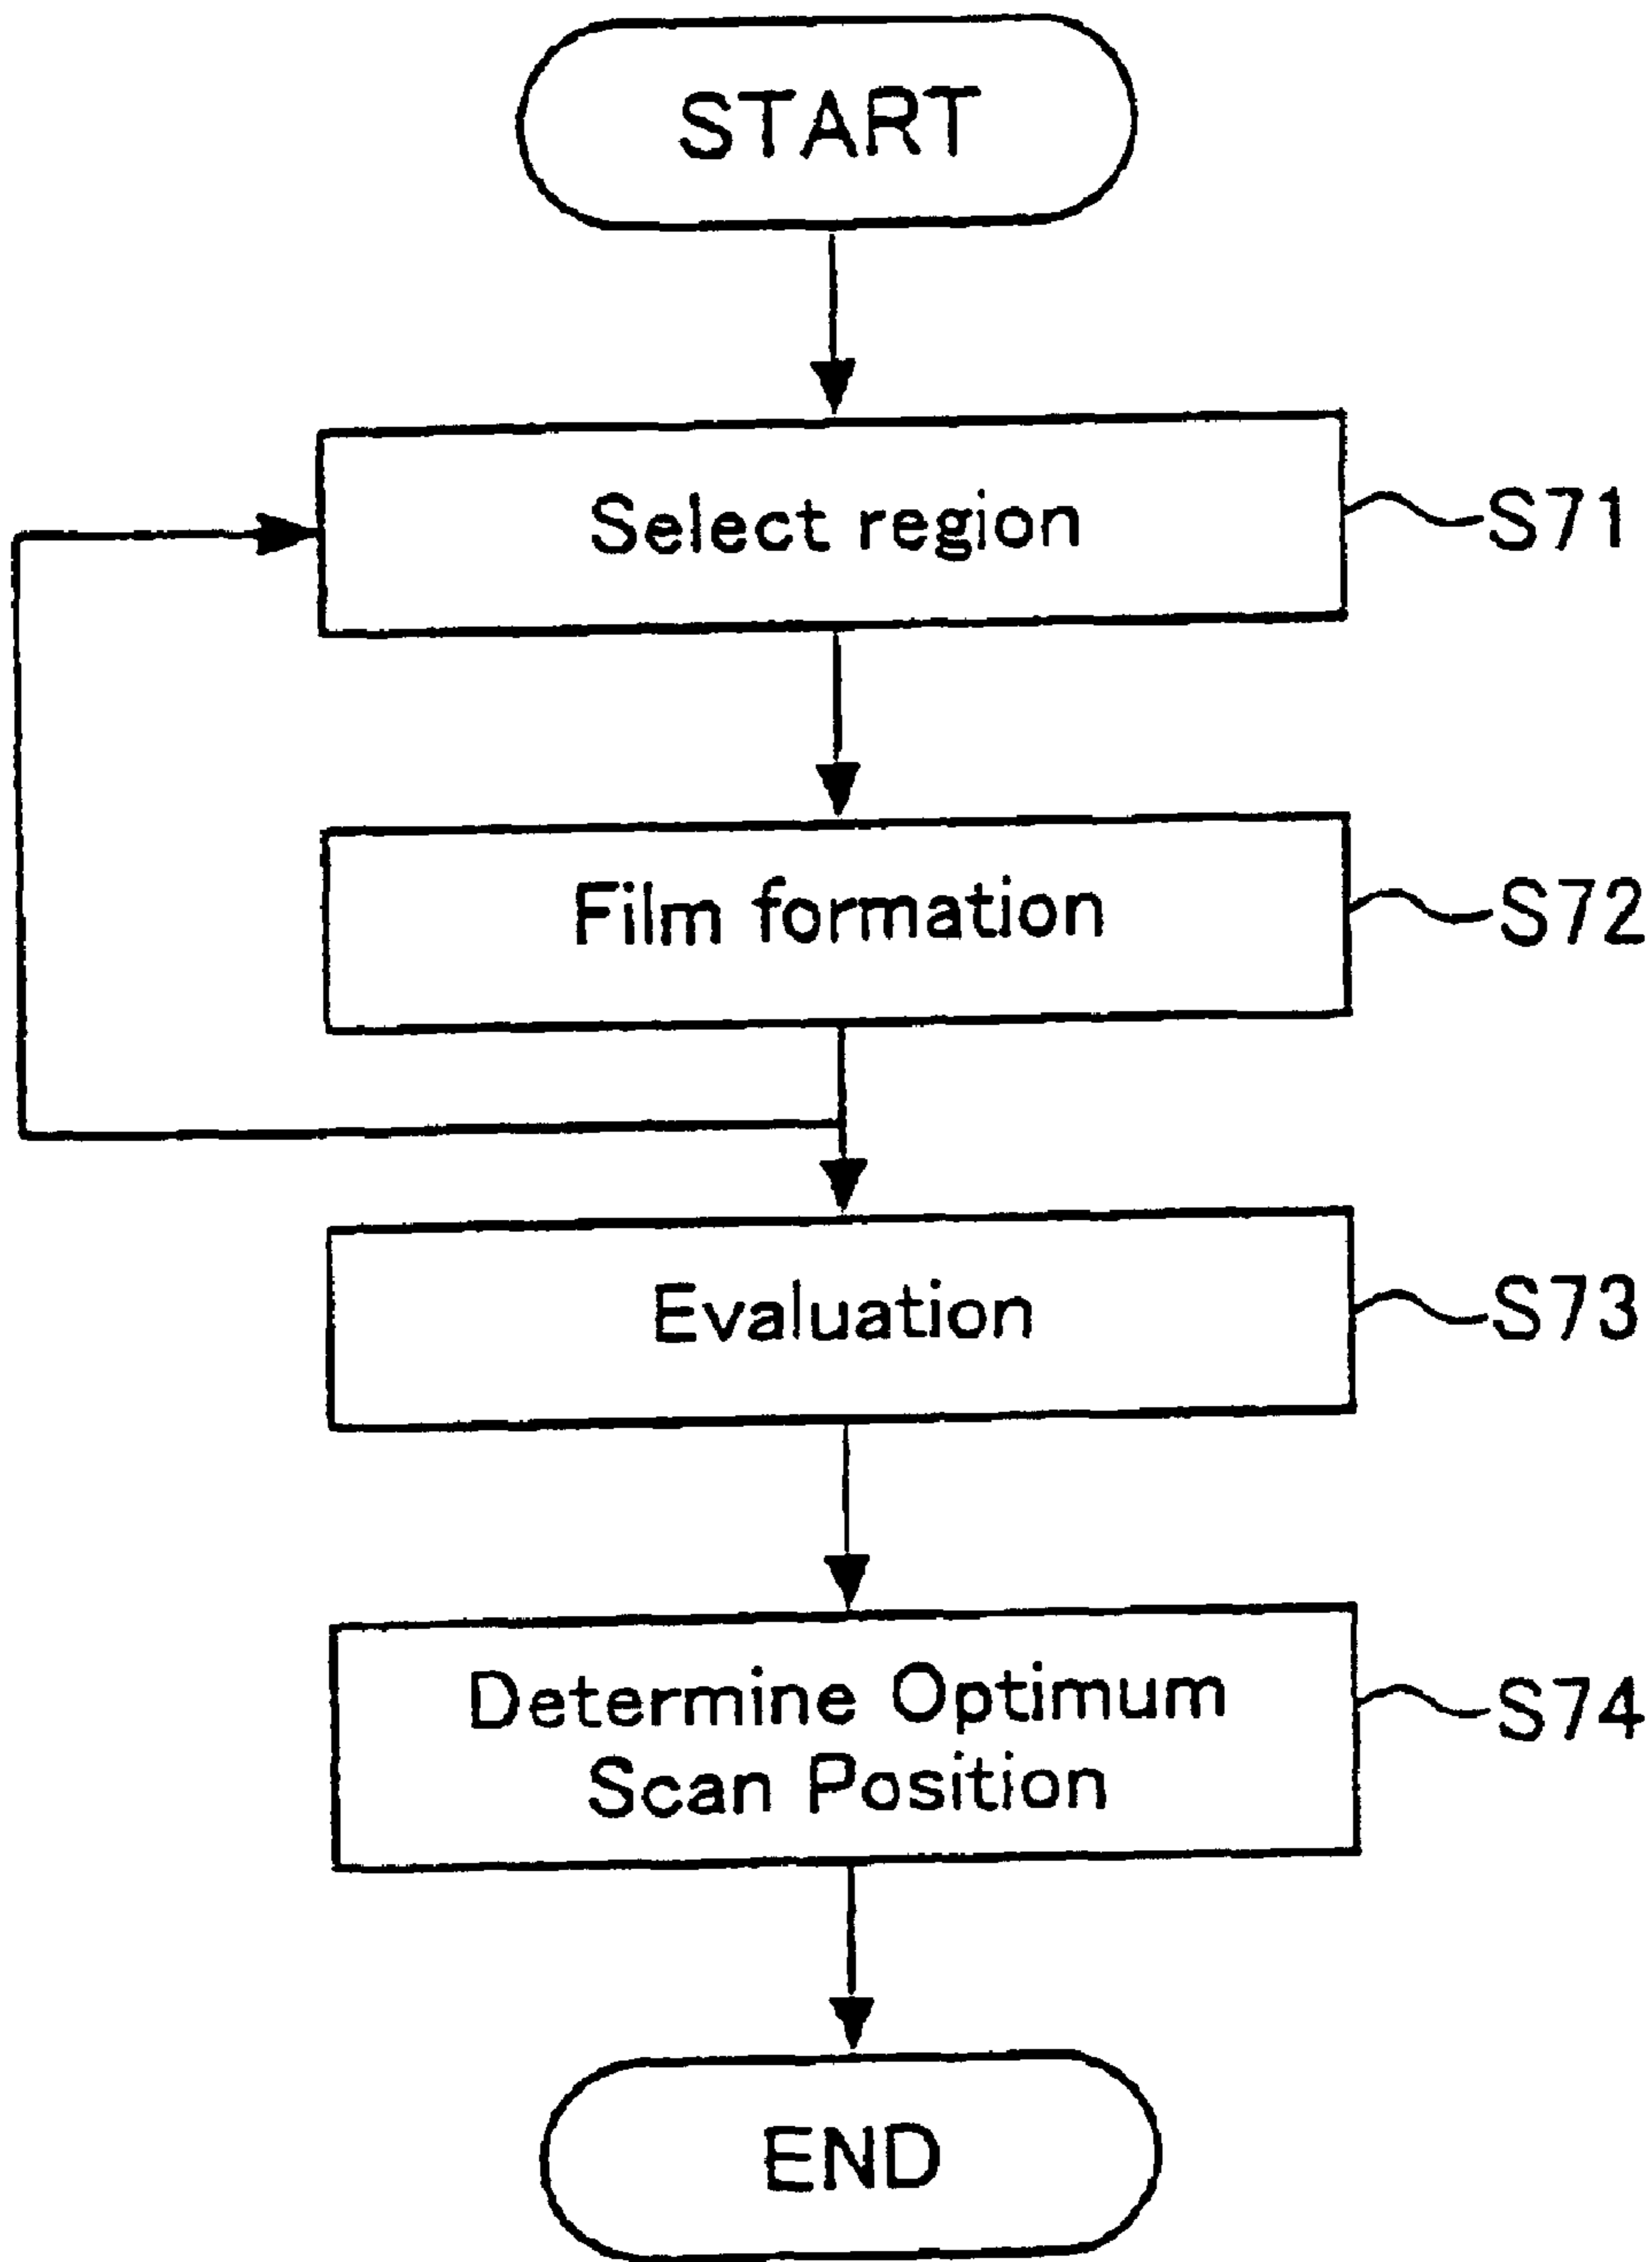 START
Select region
S71
Film formation
S72
Evaluation
S73
Determine Optimum
Scan Position
S74
END